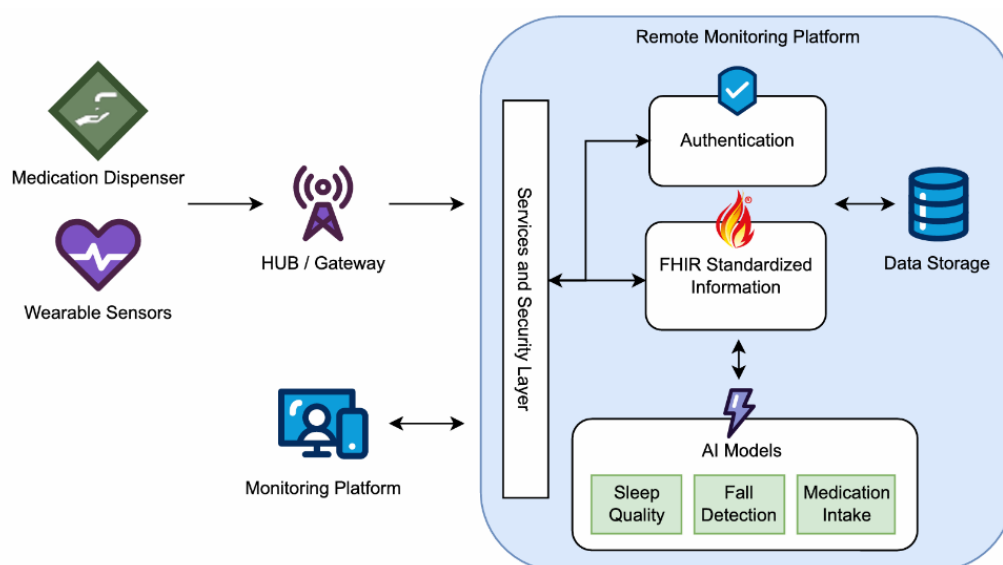 Remote Monitoring Platform
Medication Dispenser
Wearable Sensors
HUB / Gateway
Monitoring Platform
Services and Security Layer
Authentication
®
FHIR Standardized
Information
Data Storage
AI Models
Sleep
Quality
Fall
Detection
Medication
Intake